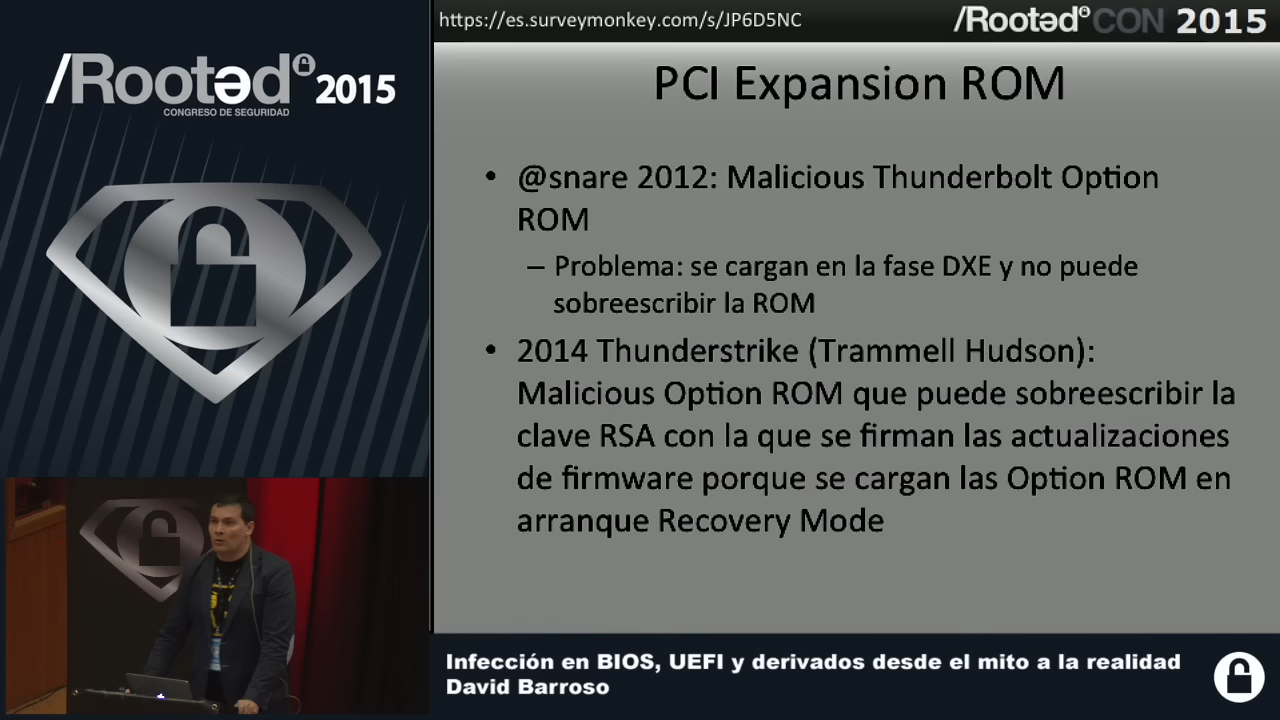 /Rooted 2015
CONGRESO DE SEGURIDAD
https://es.surveymonkey.com/s/JP6D5NC
/RootedCON 2015
PCI Expansion ROM
• @snare 2012: Malicious Thunderbolt Option
ROM
– Problema: se cargan en la fase DXE y no puede
sobreescribir la ROM
• 2014 Thunderstrike (Trammell Hudson):
Malicious Option ROM que puede sobreescribir la
clave RSA con la que se firman las actualizaciones
de firmware porque se cargan las Option ROM en
arranque Recovery Mode
Infección en BIOS, UEFI y derivados desde el mito a la realidad
David Barroso